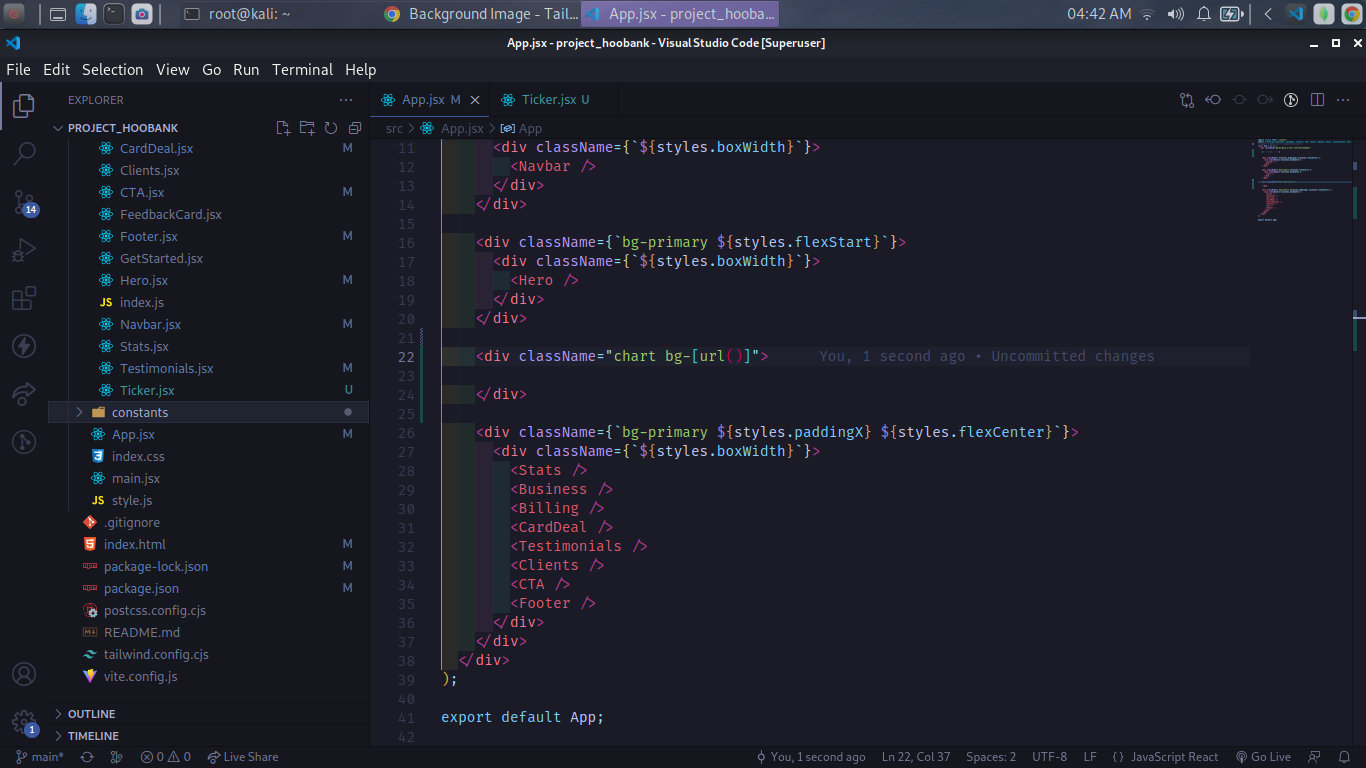 root@kali: ~
Background Image - Tail...
App.jsx - project_hooba...
04:42 AM
App.jsx - project_hoobank - Visual Studio Code [Superuser]
File Edit Selection View Go Run Terminal Help
EXPLORER
PROJECT_HOOBANK
CardDeal.jsx M
Clients.jsx
CTA.jsx M
FeedbackCard.jsx
Footer.jsx M
GetStarted.jsx
Hero.jsx M
JS index.js
Navbar.jsx M
Stats.jsx
Testimonials.jsx M
Ticker.jsx U
constants
App.jsx M
index.css
main.jsx
JS style.js
.gitignore
index.html M
package-lock.json M
package.json M
postcss.config.cjs
README.md
tailwind.config.cjs
vite.config.js
OUTLINE
TIMELINE
14
1
App.jsx M
Ticker.jsx U
src > App.jsx > App
11 <div className={`${styles.boxWidth}`}>
12 <Navbar />
13 </div>
14 </div>
15
16 <div className={`bg-primary ${styles.flexStart}`}>
17 <div className={`${styles.boxWidth}`}>
18 <Hero />
19 </div>
20 </div>
21
22 <div className="chart bg-[url()]"> You, 1 second ago • Uncommitted changes
23
24 </div>
25
26 <div className={`bg-primary ${styles.paddingX} ${styles.flexCenter}`}>
27 <div className={`${styles.boxWidth}`}>
28 <Stats />
29 <Business />
30 <Billing />
31 <CardDeal />
32 <Testimonials />
33 <Clients />
34 <CTA />
35 <Footer />
36 </div>
37 </div>
38 </div>
39 );
40
41 export default App;
42
main* 0 0 Live Share You, 1 second ago Ln 22, Col 37 Spaces: 2 UTF-8 LF {} JavaScript React Go Live